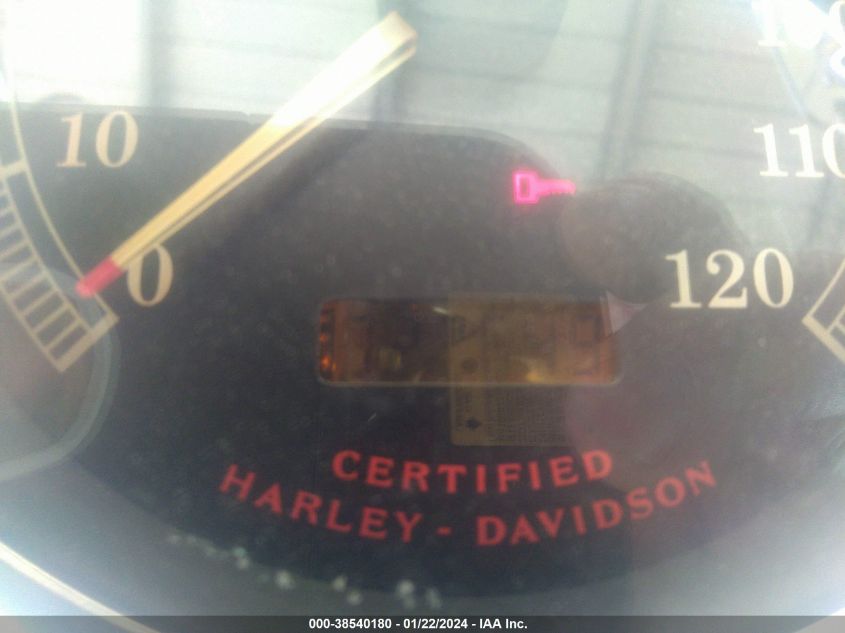 10
110
0
120
CERTIFIED
HARLEY - DAVIDSON
000-38540180 - 01/22/2024 - IAA Inc.